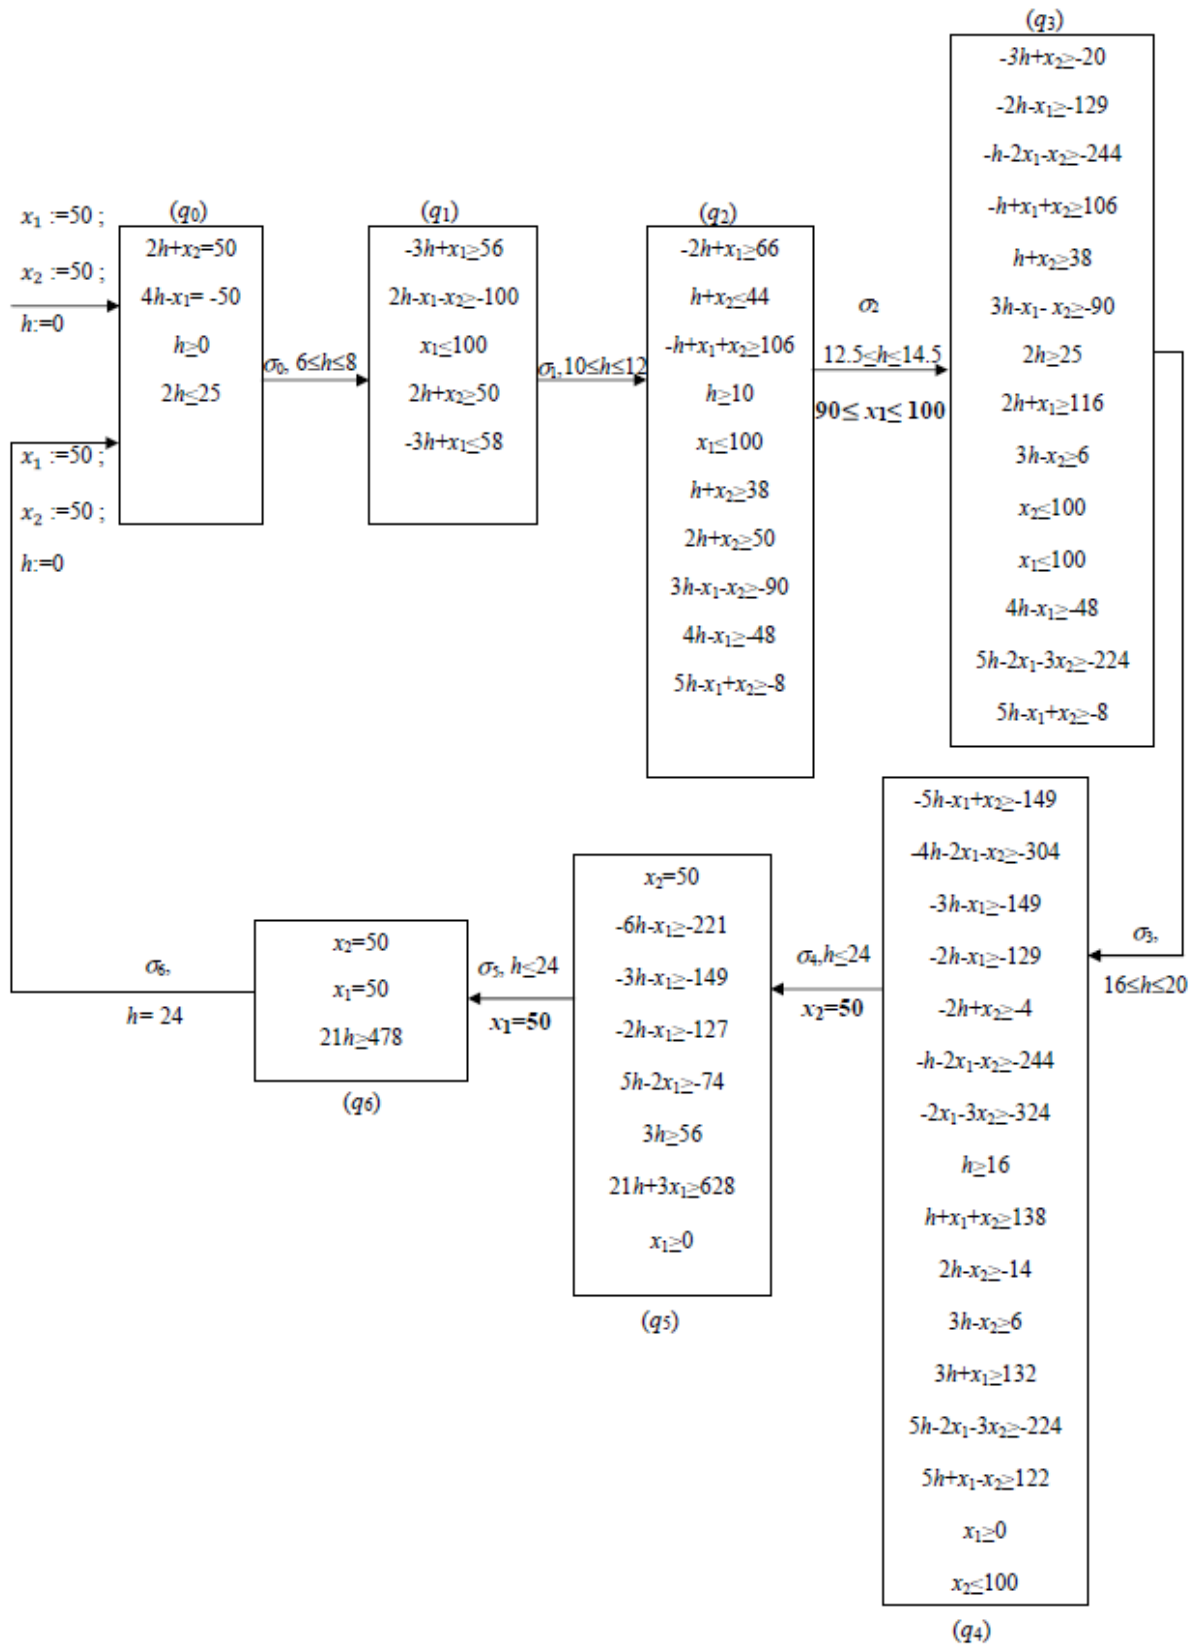 x₁ :=50 ;
x₂ :=50 ;
h:=0
(q₀)
2h+x₂=50
4h-x₁= -50
h≥0
2h≤25
x₁ :=50 ;
x₂ :=50 ;
h:=0
σ₀, 6≤h≤8
(q₁)
-3h+x₁≥56
2h-x₁-x₂≥-100
x₁≤100
2h+x₂≥50
-3h+x₁≤58
σ₁,10≤h≤12
(q₂)
-2h+x₁≥66
h+x₂≤44
-h+x₁+x₂≥106
h≥10
x₁≤100
h+x₂≥38
2h+x₂≥50
3h-x₁-x₂≥-90
4h-x₁≥-48
5h-x₁+x₂≥-8
σ₂
12.5≤h≤14.5
90≤ x₁≤ 100
(q₃)
-3h+x₂≥-20
-2h-x₁≥-129
-h-2x₁-x₂≥-244
-h+x₁+x₂≥106
h+x₂≥38
3h-x₁- x₂≥-90
2h≥25
2h+x₁≥116
3h-x₂≥6
x₂≤100
x₁≤100
4h-x₁≥-48
5h-2x₁-3x₂≥-224
5h-x₁+x₂≥-8
σ₃,
16≤h≤20
-5h-x₁+x₂≥-149
-4h-2x₁-x₂≥-304
-3h-x₁≥-149
-2h-x₁≥-129
-2h+x₂≥-4
-h-2x₁-x₂≥-244
-2x₁-3x₂≥-324
h≥16
h+x₁+x₂≥138
2h-x₂≥-14
3h-x₂≥6
3h+x₁≥132
5h-2x₁-3x₂≥-224
5h+x₁-x₂≥122
x₁≥0
x₂≤100
(q₄)
σ₄,h≤24
x₂=50
x₂=50
-6h-x₁≥-221
-3h-x₁≥-149
-2h-x₁≥-127
5h-2x₁≥-74
3h≥56
21h+3x₁≥628
x₁≥0
(q₅)
σ₅, h≤24
x₁=50
x₂=50
x₁=50
21h≥478
(q₆)
σ₆,
h= 24